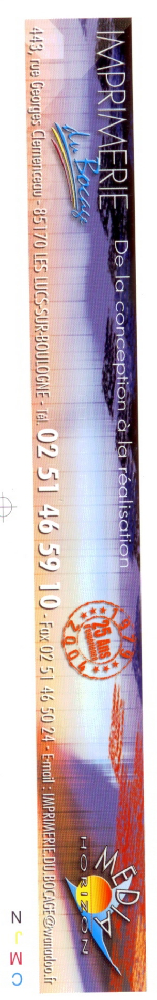 IMPRIMERIE
du Bocage
De la conception à la réalisation
1979
25 ANS
d'expérience
2004
MEDIA
HORIZON
443, rue Georges Clemenceau - 85170 LES LUCS-SUR-BOULOGNE - Tél. 02 51 46 59 10 - Fax 02 51 46 50 24 - E-mail : IMPRIMERIE.DU.BOCAGE@wanadoo.fr
C M J N